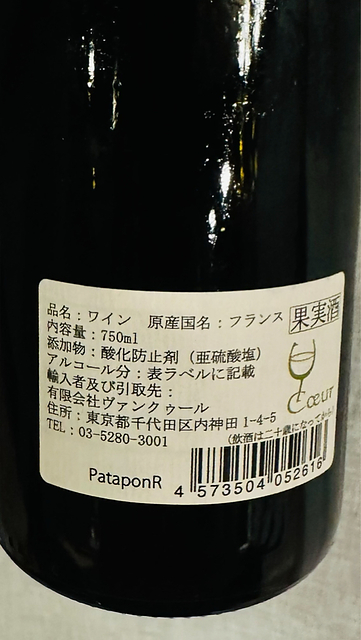 品名：ワイン　原産国名：フランス 果実酒
内容量：750ml
添加物：酸化防止剤（亜硫酸塩）
アルコール分：表ラベルに記載
輸入者及び引取先：
有限会社ヴァンクゥール
住所：東京都千代田区内神田1-4-5
TEL：03-5280-3001
（飲酒は二十歳になってから）
Cœur
PataponR
4 573504 052616